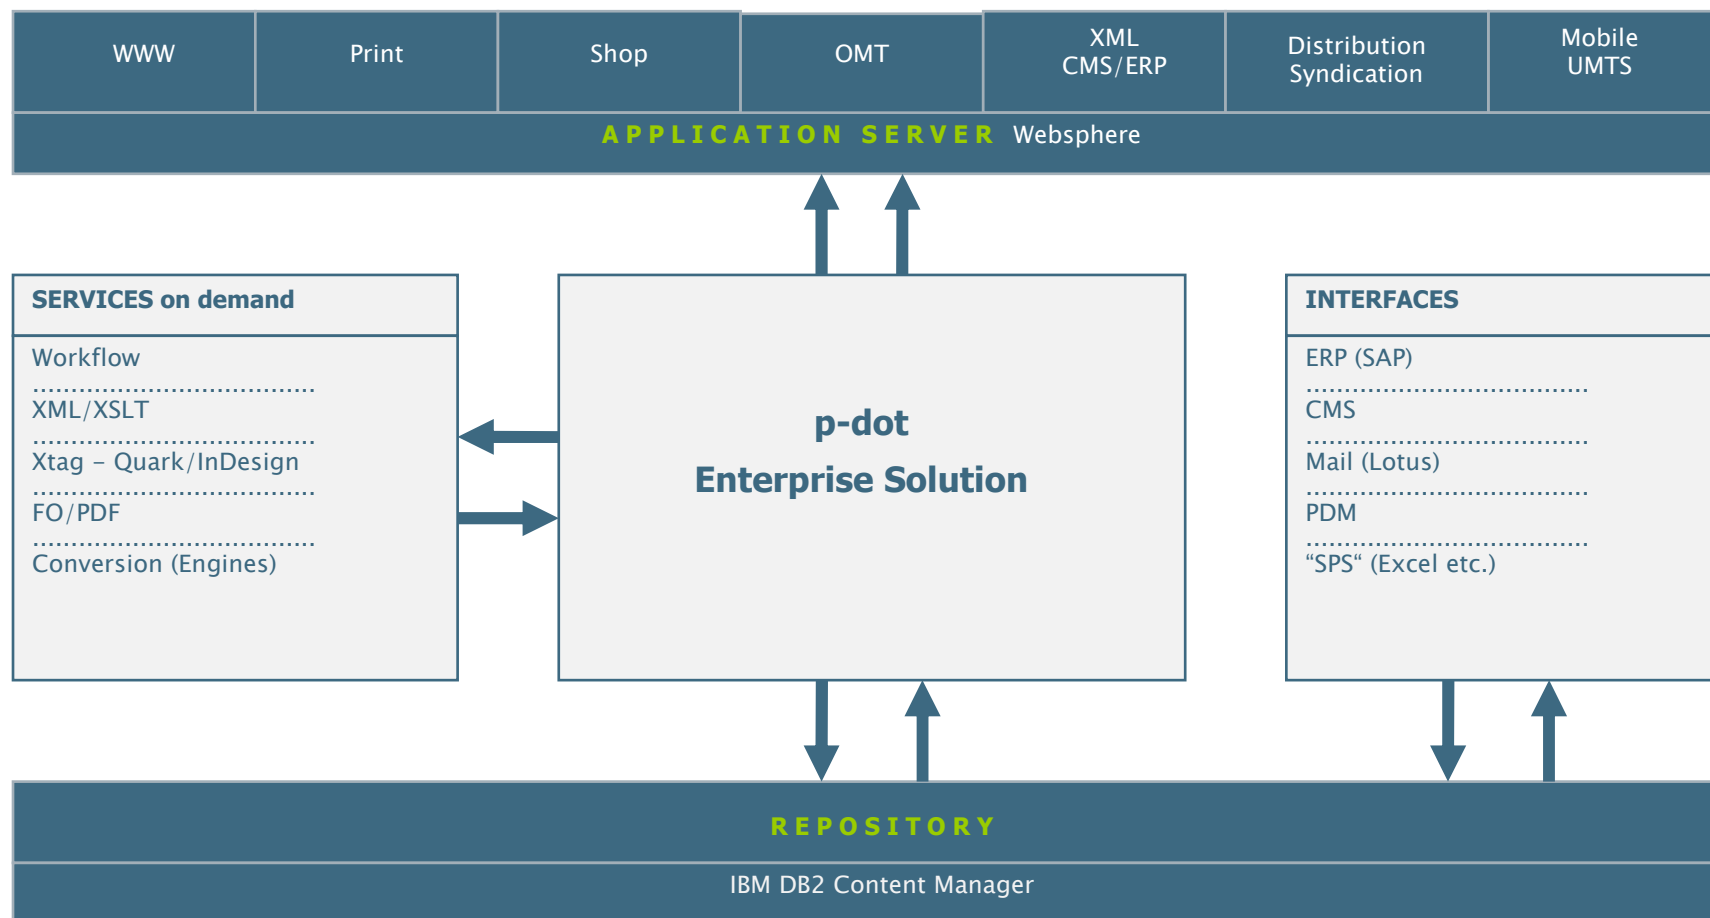 WWW
Print
Shop
OMT
XML
CMS/ERP
Distribution
Syndication
Mobile
UMTS
APPLICATION SERVER Websphere
SERVICES on demand
Workflow
.....................................
XML/XSLT
.....................................
Xtag – Quark/InDesign
.....................................
FO/PDF
.....................................
Conversion (Engines)
p-dot
Enterprise Solution
INTERFACES
ERP (SAP)
.....................................
CMS
.....................................
Mail (Lotus)
.....................................
PDM
.....................................
“SPS“ (Excel etc.)
REPOSITORY
IBM DB2 Content Manager